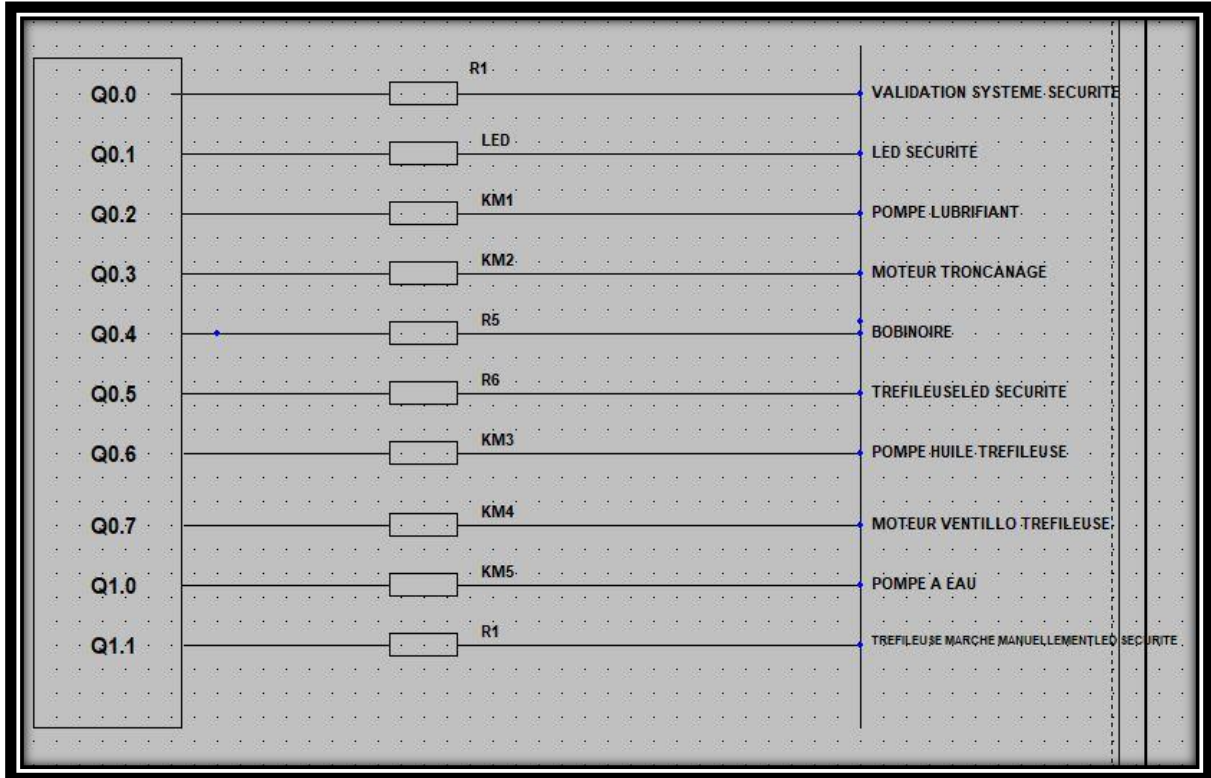 Q0.0 R1 VALIDATION SYSTEME SECURITE
Q0.1 LED LED SECURITE
Q0.2 KM1 POMPE LUBRIFIANT
Q0.3 KM2 MOTEUR TRONCANAGE
Q0.4 R5 BOBINOIRE
Q0.5 R6 TREFILEUSELED SECURITE
Q0.6 KM3 POMPE HUILE TREFILEUSE
Q0.7 KM4 MOTEUR VENTILLO TREFILEUSE
Q1.0 KM5 POMPE A EAU
Q1.1 R1 TREFILEUSE MARCHE MANUELLEMENTLED SECURITE